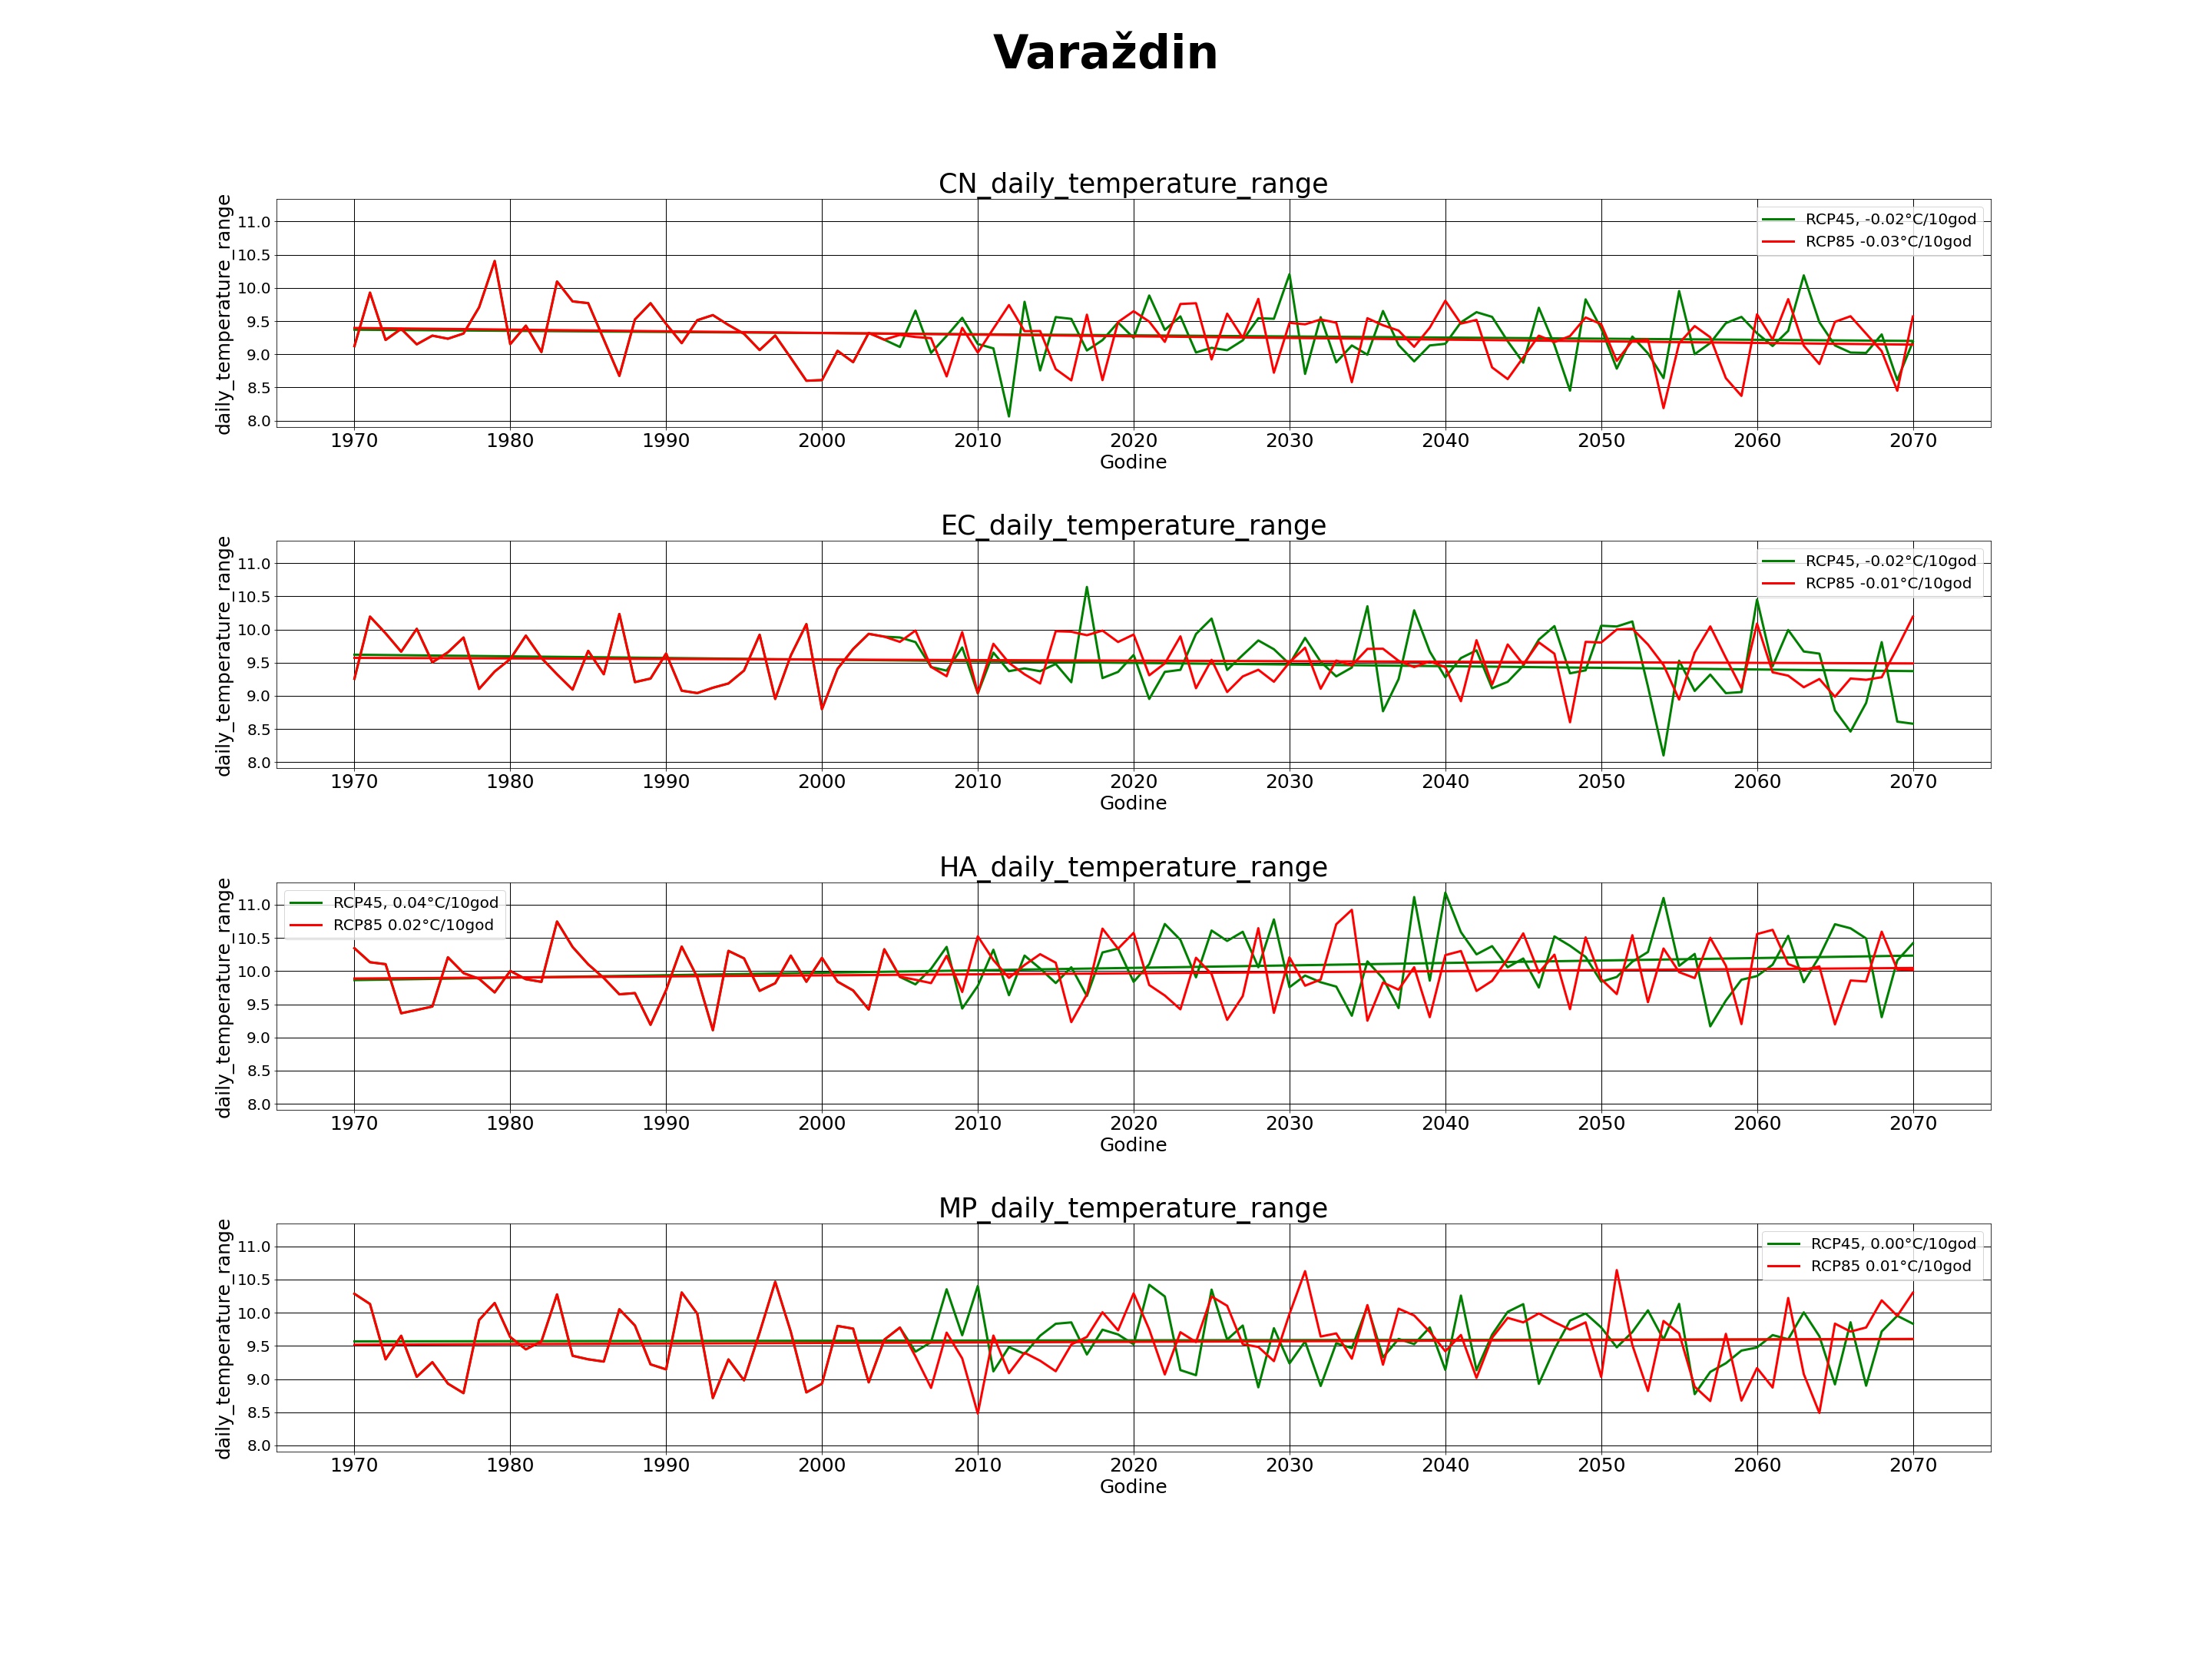 Varaždin
CN_daily_temperature_range
daily_temperature_range
11.0
10.5
10.0
9.5
9.0
8.5
8.0
RCP45, -0.02°C/10god
RCP85 -0.03°C/10god
1970 1980 1990 2000 2010 2020 2030 2040 2050 2060 2070
Godine
EC_daily_temperature_range
daily_temperature_range
11.0
10.5
10.0
9.5
9.0
8.5
8.0
RCP45, -0.02°C/10god
RCP85 -0.01°C/10god
1970 1980 1990 2000 2010 2020 2030 2040 2050 2060 2070
Godine
HA_daily_temperature_range
daily_temperature_range
11.0
10.5
10.0
9.5
9.0
8.5
8.0
RCP45, 0.04°C/10god
RCP85 0.02°C/10god
1970 1980 1990 2000 2010 2020 2030 2040 2050 2060 2070
Godine
MP_daily_temperature_range
daily_temperature_range
11.0
10.5
10.0
9.5
9.0
8.5
8.0
RCP45, 0.00°C/10god
RCP85 0.01°C/10god
1970 1980 1990 2000 2010 2020 2030 2040 2050 2060 2070
Godine